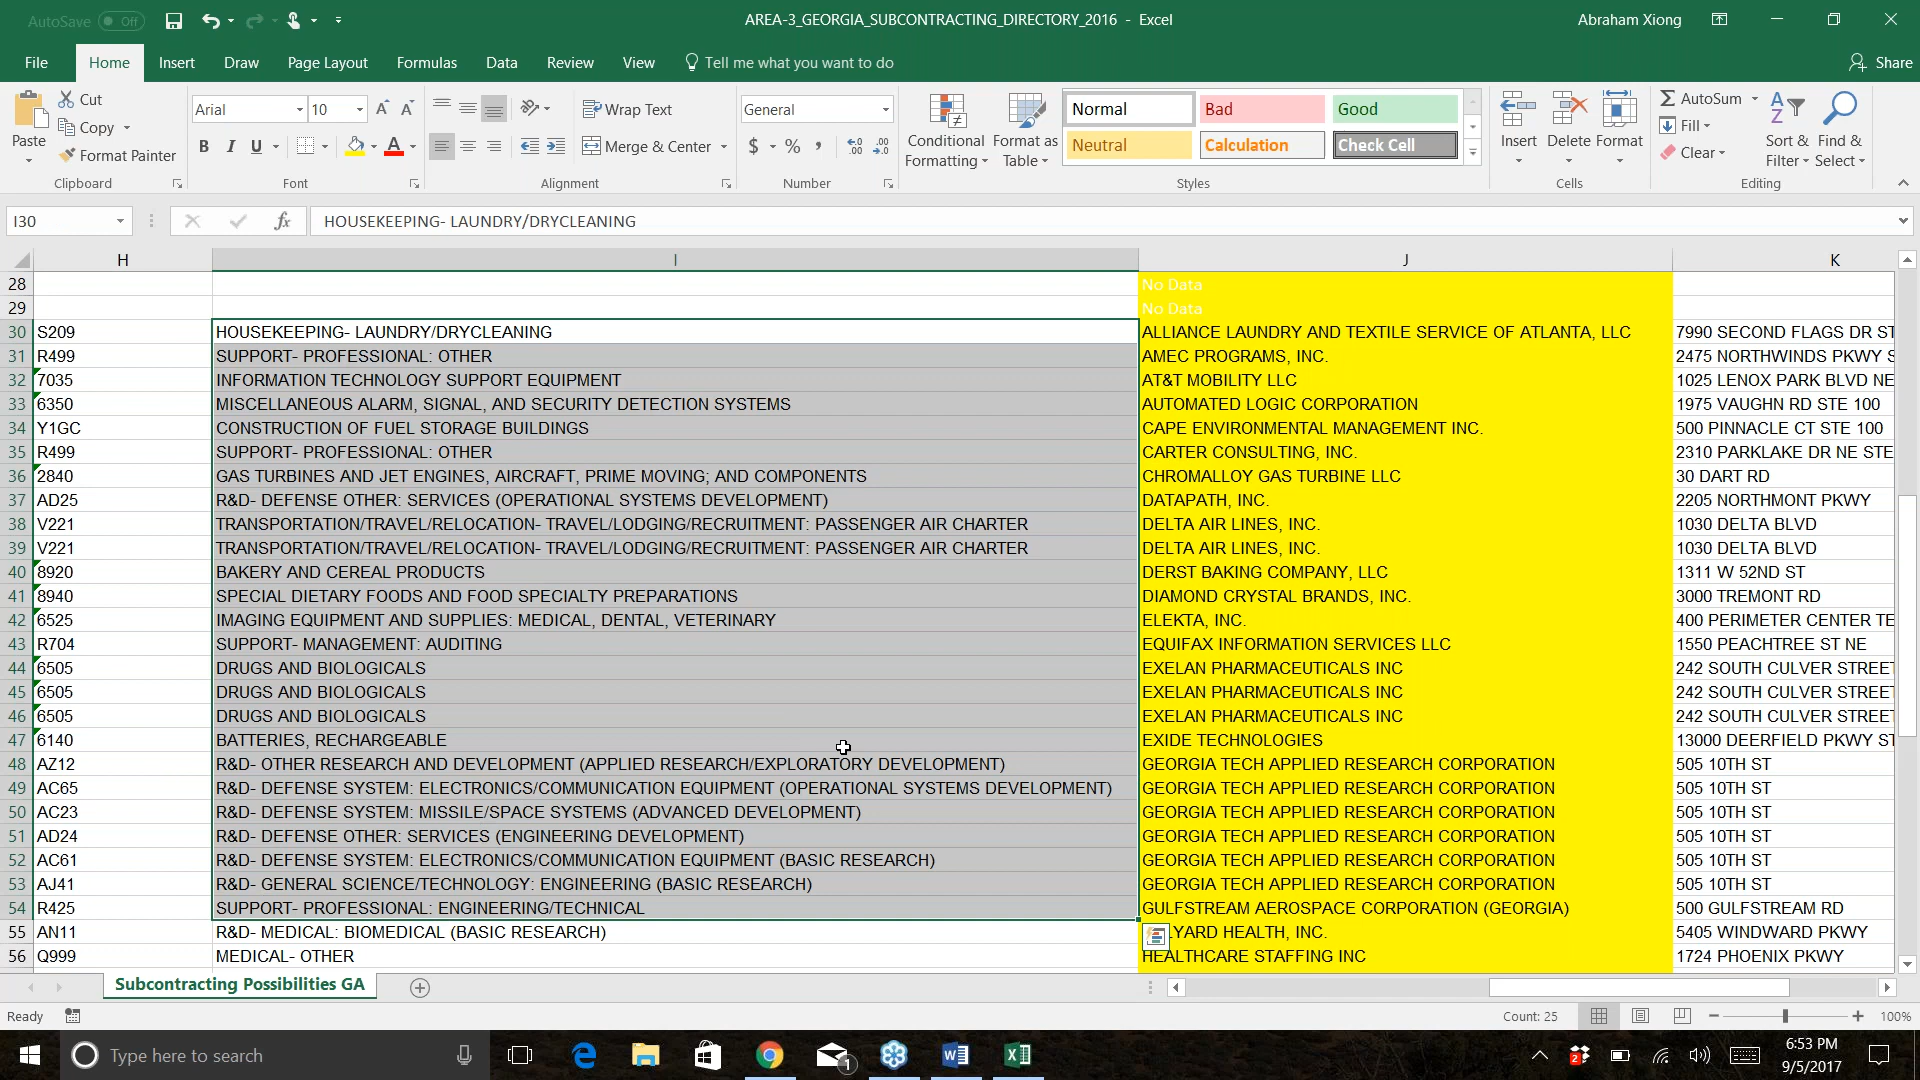 AutoSave Off
AREA-3_GEORGIA_SUBCONTRACTING_DIRECTORY_2016 - Excel
Abraham Xiong
File Home Insert Draw Page Layout Formulas Data Review View Tell me what you want to do Share
Paste
Cut
Copy
Format Painter
Clipboard
Arial 10
B I U
Font
Wrap Text
Merge & Center
Alignment
General
$ % ,
Number
Conditional Formatting
Format as Table
Normal Bad Good
Neutral Calculation Check Cell
Styles
Insert Delete Format
Cells
AutoSum
Fill
Clear
Sort & Filter
Find & Select
Editing
I30 fx HOUSEKEEPING- LAUNDRY/DRYCLEANING
H I J K
28 No Data
29 No Data
30 S209 HOUSEKEEPING- LAUNDRY/DRYCLEANING ALLIANCE LAUNDRY AND TEXTILE SERVICE OF ATLANTA, LLC 7990 SECOND FLAGS DR ST
31 R499 SUPPORT- PROFESSIONAL: OTHER AMEC PROGRAMS, INC. 2475 NORTHWINDS PKWY S
32 7035 INFORMATION TECHNOLOGY SUPPORT EQUIPMENT AT&T MOBILITY LLC 1025 LENOX PARK BLVD NE
33 6350 MISCELLANEOUS ALARM, SIGNAL, AND SECURITY DETECTION SYSTEMS AUTOMATED LOGIC CORPORATION 1975 VAUGHN RD STE 100
34 Y1GC CONSTRUCTION OF FUEL STORAGE BUILDINGS CAPE ENVIRONMENTAL MANAGEMENT INC. 500 PINNACLE CT STE 100
35 R499 SUPPORT- PROFESSIONAL: OTHER CARTER CONSULTING, INC. 2310 PARKLAKE DR NE STE
36 2840 GAS TURBINES AND JET ENGINES, AIRCRAFT, PRIME MOVING; AND COMPONENTS CHROMALLOY GAS TURBINE LLC 30 DART RD
37 AD25 R&D- DEFENSE OTHER: SERVICES (OPERATIONAL SYSTEMS DEVELOPMENT) DATAPATH, INC. 2205 NORTHMONT PKWY
38 V221 TRANSPORTATION/TRAVEL/RELOCATION- TRAVEL/LODGING/RECRUITMENT: PASSENGER AIR CHARTER DELTA AIR LINES, INC. 1030 DELTA BLVD
39 V221 TRANSPORTATION/TRAVEL/RELOCATION- TRAVEL/LODGING/RECRUITMENT: PASSENGER AIR CHARTER DELTA AIR LINES, INC. 1030 DELTA BLVD
40 8920 BAKERY AND CEREAL PRODUCTS DERST BAKING COMPANY, LLC 1311 W 52ND ST
41 8940 SPECIAL DIETARY FOODS AND FOOD SPECIALTY PREPARATIONS DIAMOND CRYSTAL BRANDS, INC. 3000 TREMONT RD
42 6525 IMAGING EQUIPMENT AND SUPPLIES: MEDICAL, DENTAL, VETERINARY ELEKTA, INC. 400 PERIMETER CENTER TE
43 R704 SUPPORT- MANAGEMENT: AUDITING EQUIFAX INFORMATION SERVICES LLC 1550 PEACHTREE ST NE
44 6505 DRUGS AND BIOLOGICALS EXELAN PHARMACEUTICALS INC 242 SOUTH CULVER STREET
45 6505 DRUGS AND BIOLOGICALS EXELAN PHARMACEUTICALS INC 242 SOUTH CULVER STREET
46 6505 DRUGS AND BIOLOGICALS EXELAN PHARMACEUTICALS INC 242 SOUTH CULVER STREET
47 6140 BATTERIES, RECHARGEABLE EXIDE TECHNOLOGIES 13000 DEERFIELD PKWY ST
48 AZ12 R&D- OTHER RESEARCH AND DEVELOPMENT (APPLIED RESEARCH/EXPLORATORY DEVELOPMENT) GEORGIA TECH APPLIED RESEARCH CORPORATION 505 10TH ST
49 AC65 R&D- DEFENSE SYSTEM: ELECTRONICS/COMMUNICATION EQUIPMENT (OPERATIONAL SYSTEMS DEVELOPMENT) GEORGIA TECH APPLIED RESEARCH CORPORATION 505 10TH ST
50 AC23 R&D- DEFENSE SYSTEM: MISSILE/SPACE SYSTEMS (ADVANCED DEVELOPMENT) GEORGIA TECH APPLIED RESEARCH CORPORATION 505 10TH ST
51 AD24 R&D- DEFENSE OTHER: SERVICES (ENGINEERING DEVELOPMENT) GEORGIA TECH APPLIED RESEARCH CORPORATION 505 10TH ST
52 AC61 R&D- DEFENSE SYSTEM: ELECTRONICS/COMMUNICATION EQUIPMENT (BASIC RESEARCH) GEORGIA TECH APPLIED RESEARCH CORPORATION 505 10TH ST
53 AJ41 R&D- GENERAL SCIENCE/TECHNOLOGY: ENGINEERING (BASIC RESEARCH) GEORGIA TECH APPLIED RESEARCH CORPORATION 505 10TH ST
54 R425 SUPPORT- PROFESSIONAL: ENGINEERING/TECHNICAL GULFSTREAM AEROSPACE CORPORATION (GEORGIA) 500 GULFSTREAM RD
55 AN11 R&D- MEDICAL: BIOMEDICAL (BASIC RESEARCH) YARD HEALTH, INC. 5405 WINDWARD PKWY
56 Q999 MEDICAL- OTHER HEALTHCARE STAFFING INC 1724 PHOENIX PKWY
Subcontracting Possibilities GA
Ready Count: 25 100%
Type here to search 1 2 6:53 PM
9/5/2017